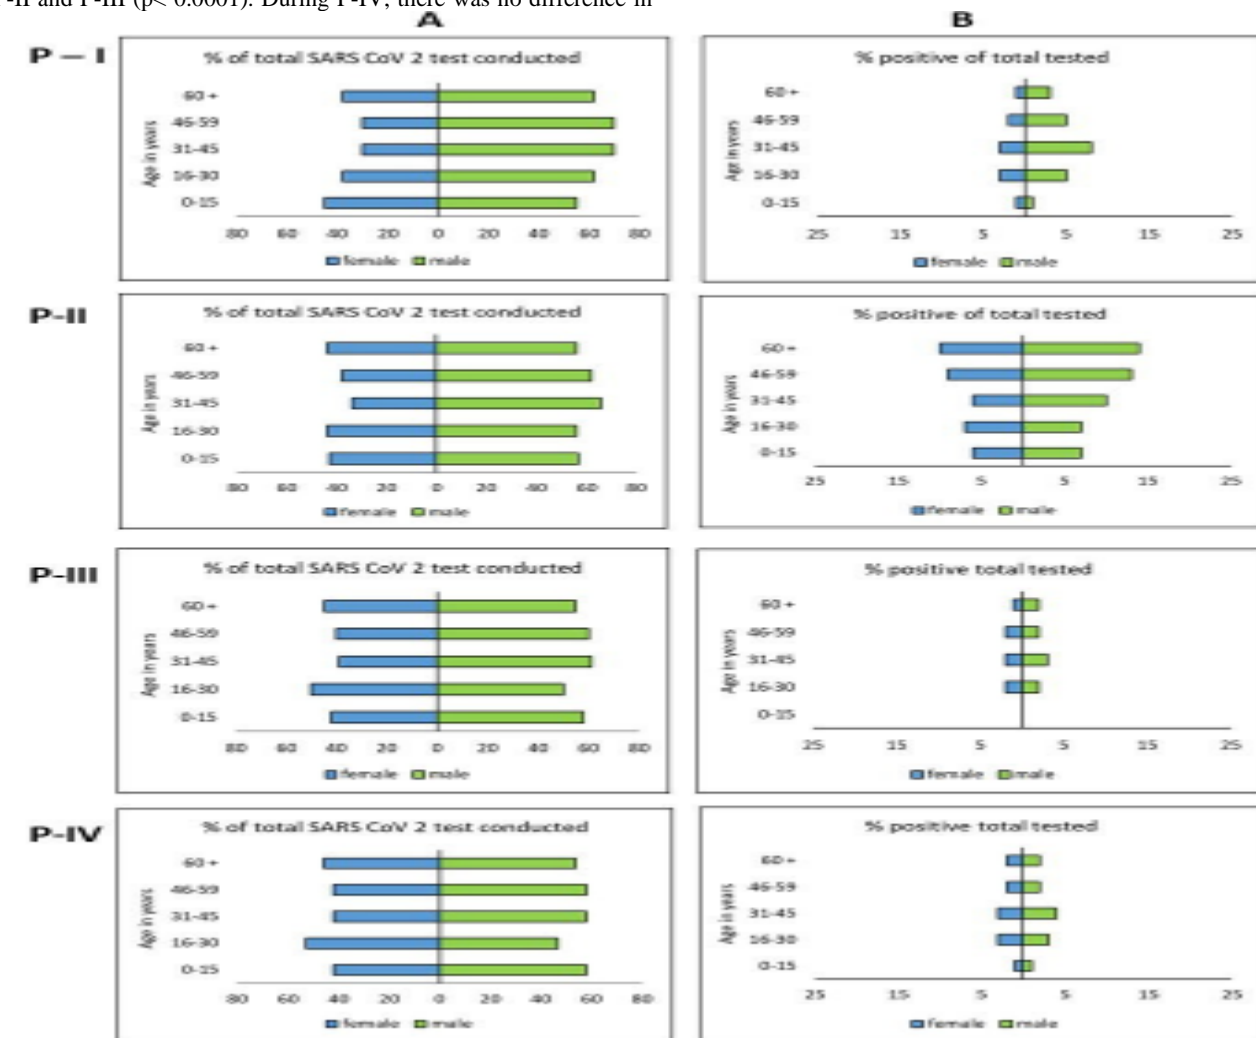 -II and P-III (p< 0.0001). During P-IV, there was no difference in
A B
P – I
% of total SARS CoV 2 test conducted
60 +
46-59
31-45
16-30
0-15
Age in years
80 60 40 20 0 20 40 60 80
female male
% positive of total tested
60 +
46-59
31-45
16-30
0-15
Age in years
25 15 5 5 15 25
female male
P-II
% of total SARS CoV 2 test conducted
60 +
46-59
31-45
16-30
0-15
Age in years
80 60 40 20 0 20 40 60 80
female male
% positive of total tested
60 +
46-59
31-45
16-30
0-15
Age in years
25 15 5 5 15 25
female male
P-III
% of total SARS CoV 2 test conducted
60 +
46-59
31-45
16-30
0-15
Age in years
80 60 40 20 0 20 40 60 80
female male
% positive total tested
60 +
46-59
31-45
16-30
0-15
Age in years
25 15 5 5 15 25
female male
P-IV
% of total SARS CoV 2 test conducted
60 +
46-59
31-45
16-30
0-15
Age in years
80 60 40 20 0 20 40 60 80
female male
% positive total tested
60 +
46-59
31-45
16-30
0-15
Age in years
25 15 5 5 15 25
female male